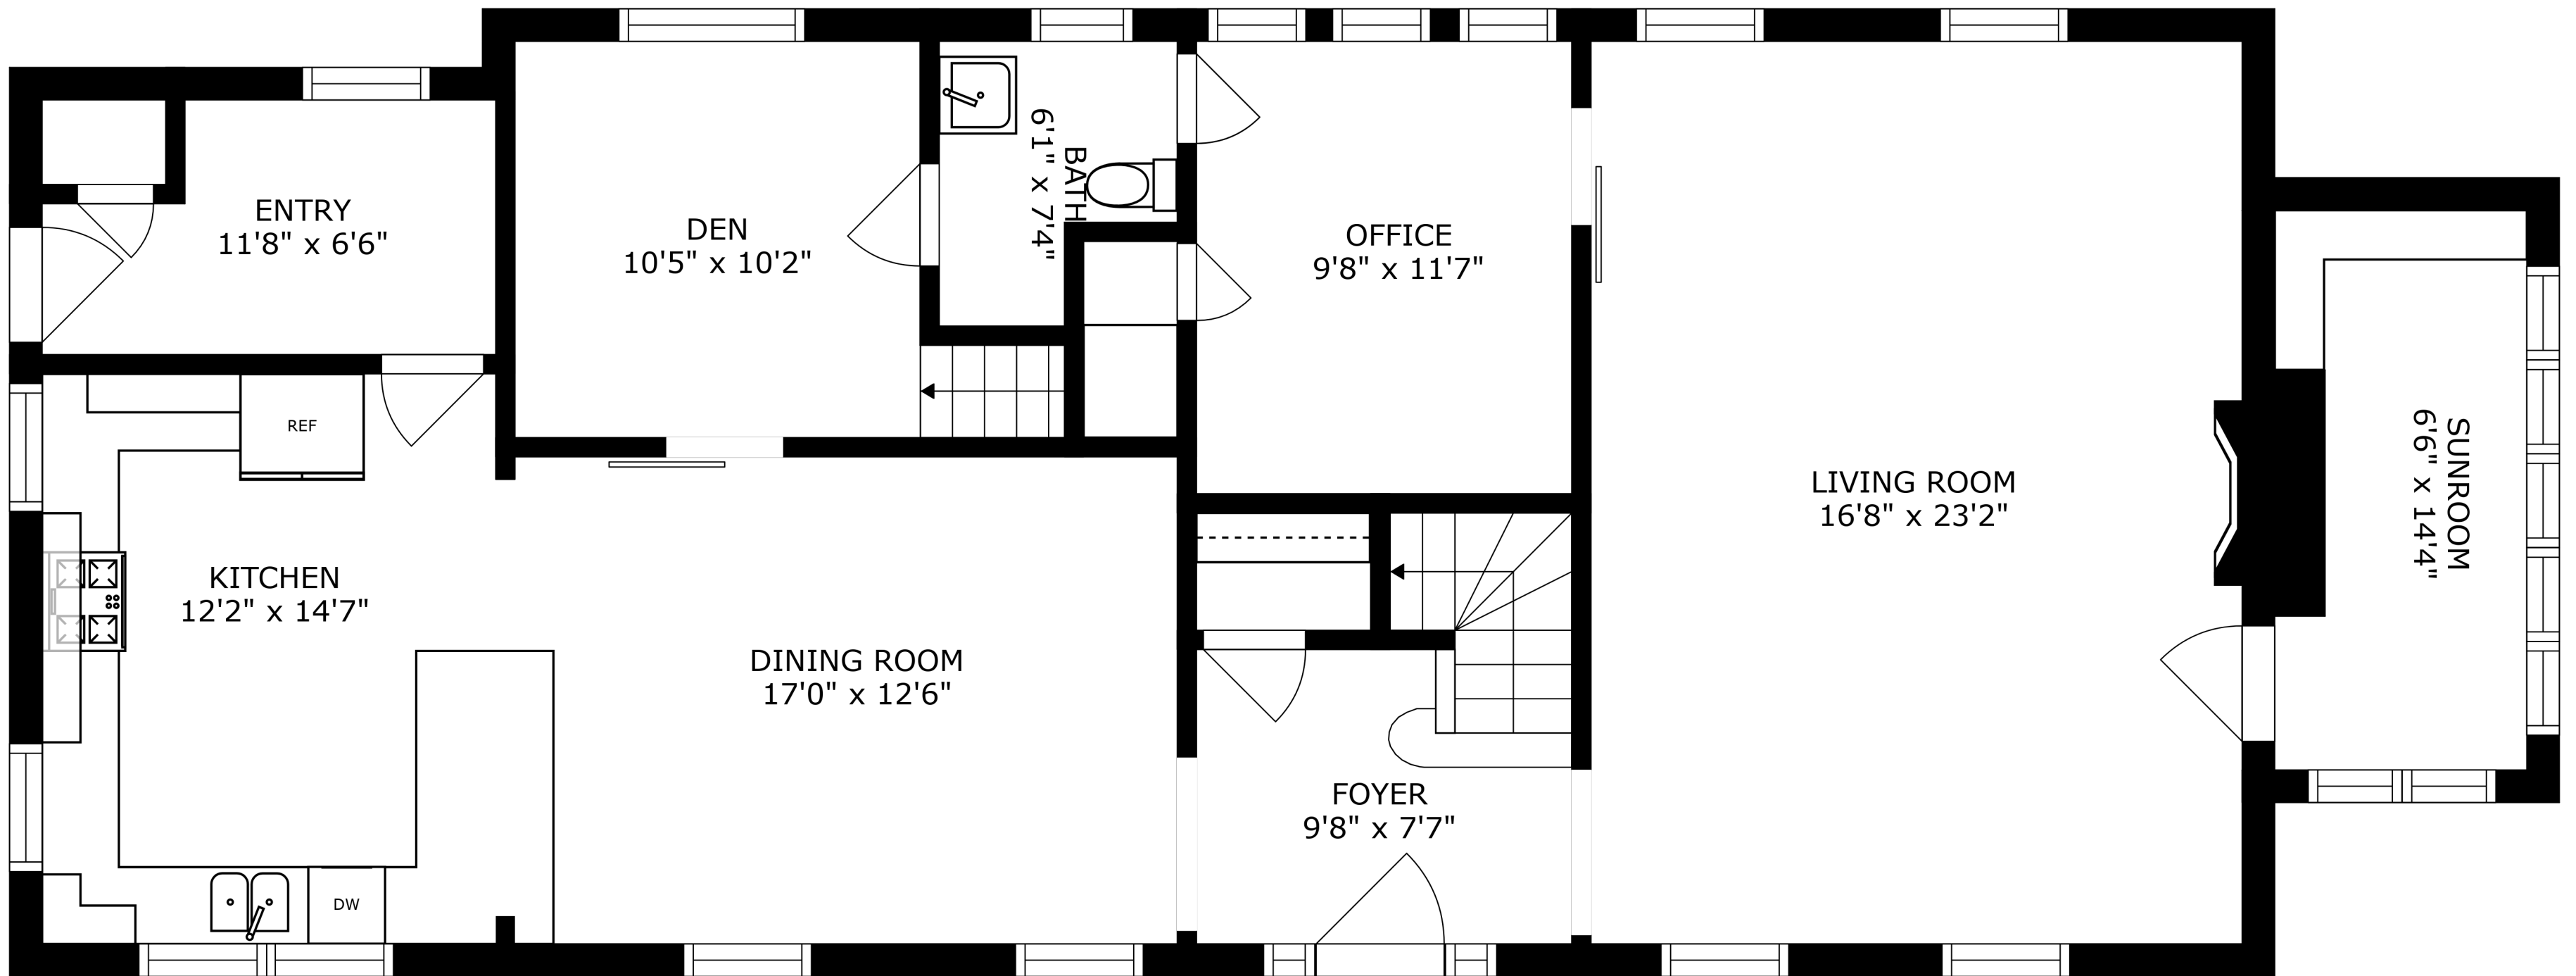 ENTRY
11'8" x 6'6"
DEN
10'5" x 10'2"
BATH
6'1" x 7'4"
OFFICE
9'8" x 11'7"
REF
KITCHEN
12'2" x 14'7"
DW
DINING ROOM
17'0" x 12'6"
FOYER
9'8" x 7'7"
LIVING ROOM
16'8" x 23'2"
SUNROOM
6'6" x 14'4"